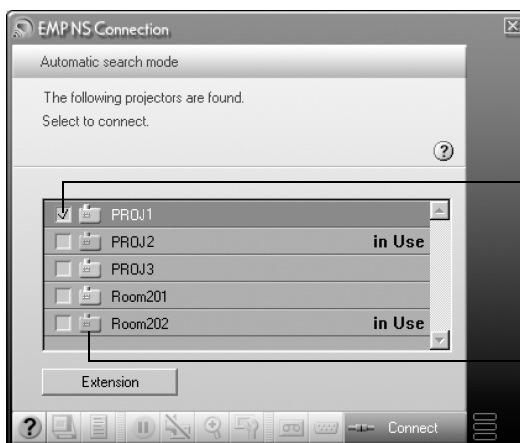 EMP NS Connection
Automatic search mode
The following projectors are found.
Select to connect.
PROJ1
PROJ2 in Use
PROJ3
Room201
Room202 in Use
Extension
Connect